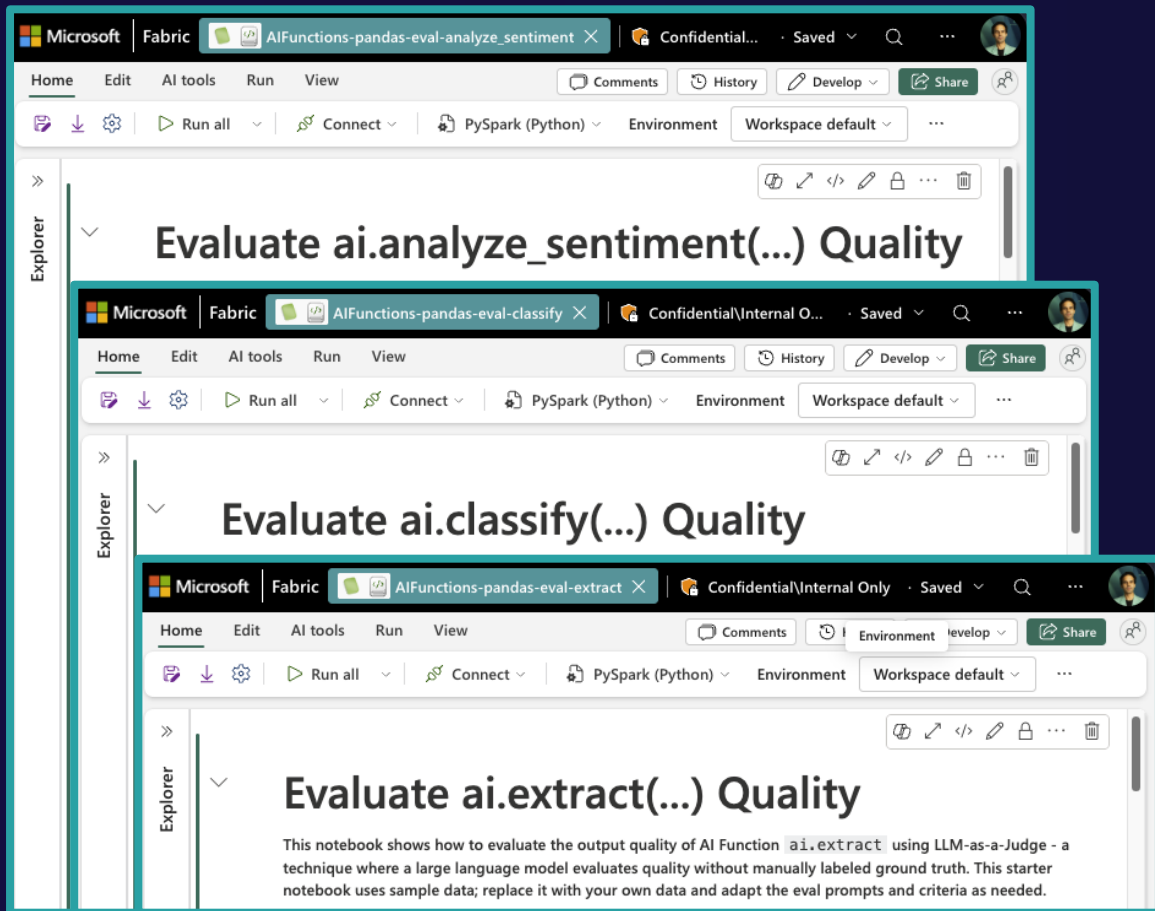 Microsoft Fabric AIFunctions-pandas-eval-analyze_sentiment Confidential... · Saved ...
Home Edit AI tools Run View Comments History Develop Share
Run all Connect PySpark (Python) Environment Workspace default ...
Explorer
Evaluate ai.analyze_sentiment(...) Quality
Microsoft Fabric AIFunctions-pandas-eval-classify Confidential\Internal O... · Saved ...
Home Edit AI tools Run View Comments History Develop Share
Run all Connect PySpark (Python) Environment Workspace default ...
Explorer
Evaluate ai.classify(...) Quality
Microsoft Fabric AIFunctions-pandas-eval-extract Confidential\Internal Only · Saved ...
Home Edit AI tools Run View Comments Environment Share
Run all Connect PySpark (Python) Environment Workspace default ...
Explorer
Evaluate ai.extract(...) Quality
This notebook shows how to evaluate the output quality of AI Function ai.extract using LLM-as-a-Judge - a
technique where a large language model evaluates quality without manually labeled ground truth. This starter
notebook uses sample data; replace it with your own data and adapt the eval prompts and criteria as needed.